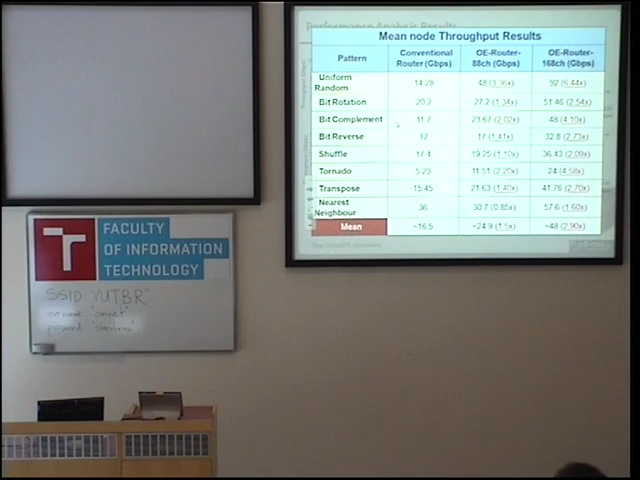 Performance Analysis Results
Mean node Throughput Results
Pattern Conventional Router (Gbps) OE-Router-88ch (Gbps) OE-Router-168ch (Gbps)
Uniform Random 14.28 48 (3.36x) 92 (6.44x)
Bit Rotation 20.2 27.2 (1.34x) 51.46 (2.54x)
Bit Complement 11.7 23.67 (2.02x) 48 (4.10x)
Bit Reverse 12 17 (1.41x) 32.8 (2.73x)
Shuffle 17.4 19.25 (1.10x) 36.43 (2.09x)
Tornado 5.23 11.51 (2.20x) 24 (4.58x)
Transpose 15.45 21.63 (1.40x) 41.76 (2.70x)
Nearest Neighbour 36 30.7 (0.85x) 57.6 (1.60x)
Mean ~16.5 ~24.9 (1.5x) ~48 (2.90x)
FACULTY
OF INFORMATION
TECHNOLOGY
SSID VUTBR
password